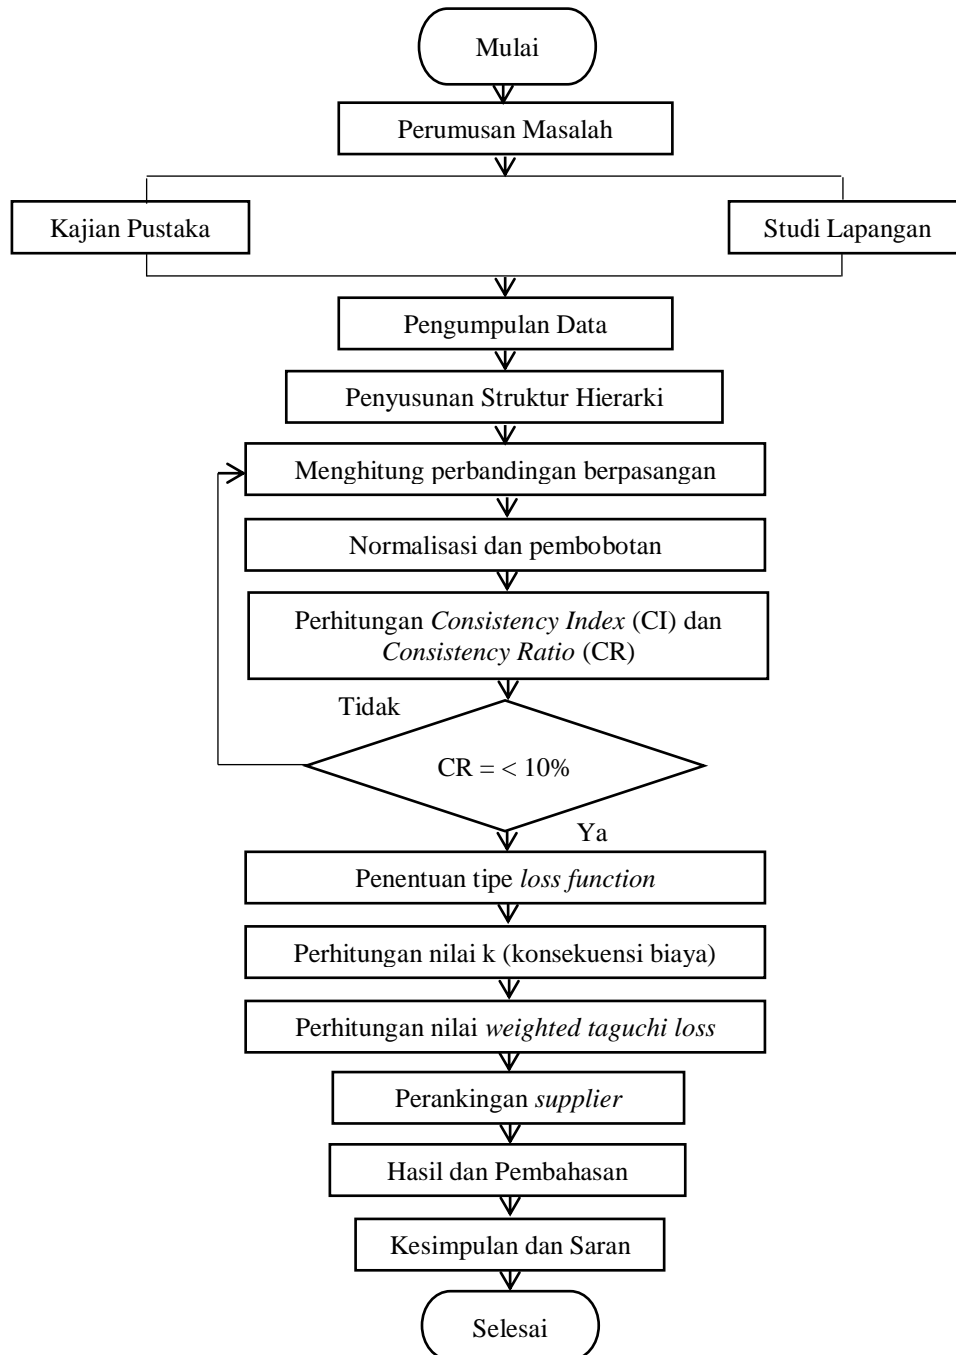 Mulai
Perumusan Masalah
Kajian Pustaka
Studi Lapangan
Pengumpulan Data
Penyusunan Struktur Hierarki
Menghitung perbandingan berpasangan
Normalisasi dan pembobotan
Perhitungan Consistency Index (CI) dan
Consistency Ratio (CR)
Tidak
CR = < 10%
Ya
Penentuan tipe loss function
Perhitungan nilai k (konsekuensi biaya)
Perhitungan nilai weighted taguchi loss
Perankingan supplier
Hasil dan Pembahasan
Kesimpulan dan Saran
Selesai